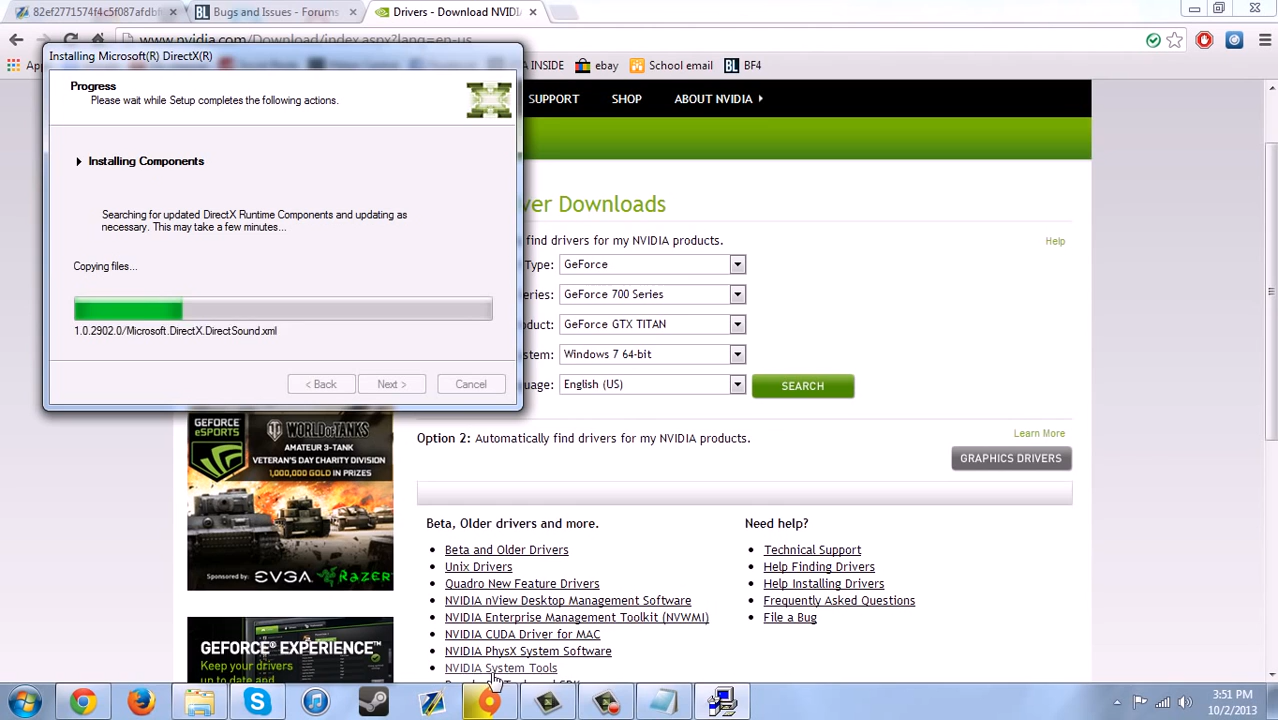 82ef2771574f4c5f087afdbf
Bugs and Issues - Forums
Drivers - Download NVIDI
www.nvidia.com/Download/index.aspx?lang=en-us
INSIDE
ebay
School email
BF4
Installing Microsoft(R) DirectX(R)
Progress
Please wait while Setup completes the following actions.
Installing Components
Searching for updated DirectX Runtime Components and updating as
necessary. This may take a few minutes...
Copying files...
1.0.2902.0/Microsoft.DirectX.DirectSound.xml
< Back
Next >
Cancel
SUPPORT
SHOP
ABOUT NVIDIA
ver Downloads
find drivers for my NVIDIA products.
Help
Type:
GeForce
eries:
GeForce 700 Series
duct:
GeForce GTX TITAN
stem:
Windows 7 64-bit
uage:
English (US)
SEARCH
Option 2: Automatically find drivers for my NVIDIA products.
Learn More
GRAPHICS DRIVERS
GEFORCE
eSPORTS
WORLD OF TANKS
AMATEUR 3-TANK
VETERAN'S DAY CHARITY DIVISION
1,000,000 GOLD IN PRIZES
Sponsored by: EVGA RAZER
GEFORCE® EXPERIENCE™
Keep your drivers
up to date and
Beta, Older drivers and more.
Beta and Older Drivers
Unix Drivers
Quadro New Feature Drivers
NVIDIA nView Desktop Management Software
NVIDIA Enterprise Management Toolkit (NVWMI)
NVIDIA CUDA Driver for MAC
NVIDIA PhysX System Software
NVIDIA System Tools
Need help?
Technical Support
Help Finding Drivers
Help Installing Drivers
Frequently Asked Questions
File a Bug
3:51 PM
10/2/2013